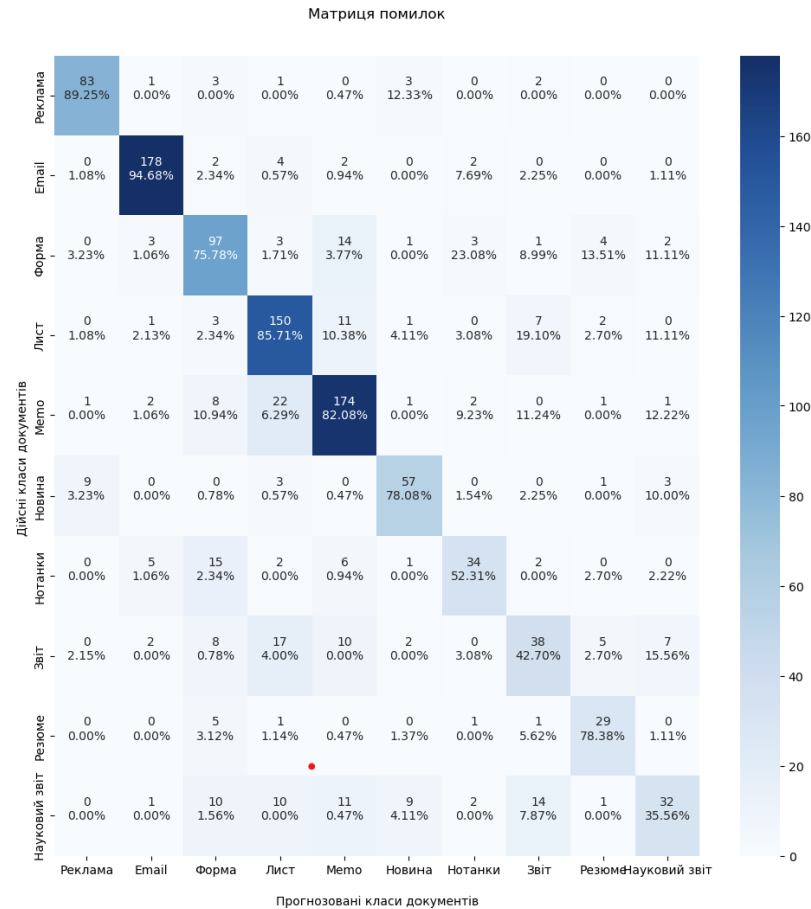 Матриця помилок
Реклама 83 1 3 1 0 3 0 2 0 0
89.25% 0.00% 0.00% 0.00% 0.47% 12.33% 0.00% 0.00% 0.00% 0.00%
Email 0 178 2 4 2 0 2 0 0 0
1.08% 94.68% 2.34% 0.57% 0.94% 0.00% 7.69% 2.25% 0.00% 1.11%
Форма 0 3 97 3 14 1 3 1 4 2
3.23% 1.06% 75.78% 1.71% 3.77% 0.00% 23.08% 8.99% 13.51% 11.11%
Лист 0 1 3 150 11 1 0 7 2 0
1.08% 2.13% 2.34% 85.71% 10.38% 4.11% 3.08% 19.10% 2.70% 11.11%
Memo 1 2 8 22 174 1 2 0 1 1
0.00% 1.06% 10.94% 6.29% 82.08% 0.00% 9.23% 11.24% 0.00% 12.22%
Новина 9 0 0 3 0 57 0 0 1 3
3.23% 0.00% 0.78% 0.57% 0.47% 78.08% 1.54% 2.25% 0.00% 10.00%
Нотанки 0 5 15 2 6 1 34 2 0 0
0.00% 1.06% 2.34% 0.00% 0.94% 0.00% 52.31% 0.00% 2.70% 2.22%
Звіт 0 2 8 17 10 2 0 38 5 7
2.15% 0.00% 0.78% 4.00% 0.00% 0.00% 3.08% 42.70% 2.70% 15.56%
Резюме 0 0 5 1 0 0 1 1 29 0
0.00% 0.00% 3.12% 1.14% 0.47% 1.37% 0.00% 5.62% 78.38% 1.11%
Науковий звіт 0 1 10 10 11 9 2 14 1 32
0.00% 0.00% 1.56% 0.00% 0.47% 4.11% 0.00% 7.87% 0.00% 35.56%
Дійсні класи документів
Реклама Email Форма Лист Memo Новина Нотанки Звіт Резюме Науковий звіт
Прогнозовані класи документів
160
140
120
100
80
60
40
20
0